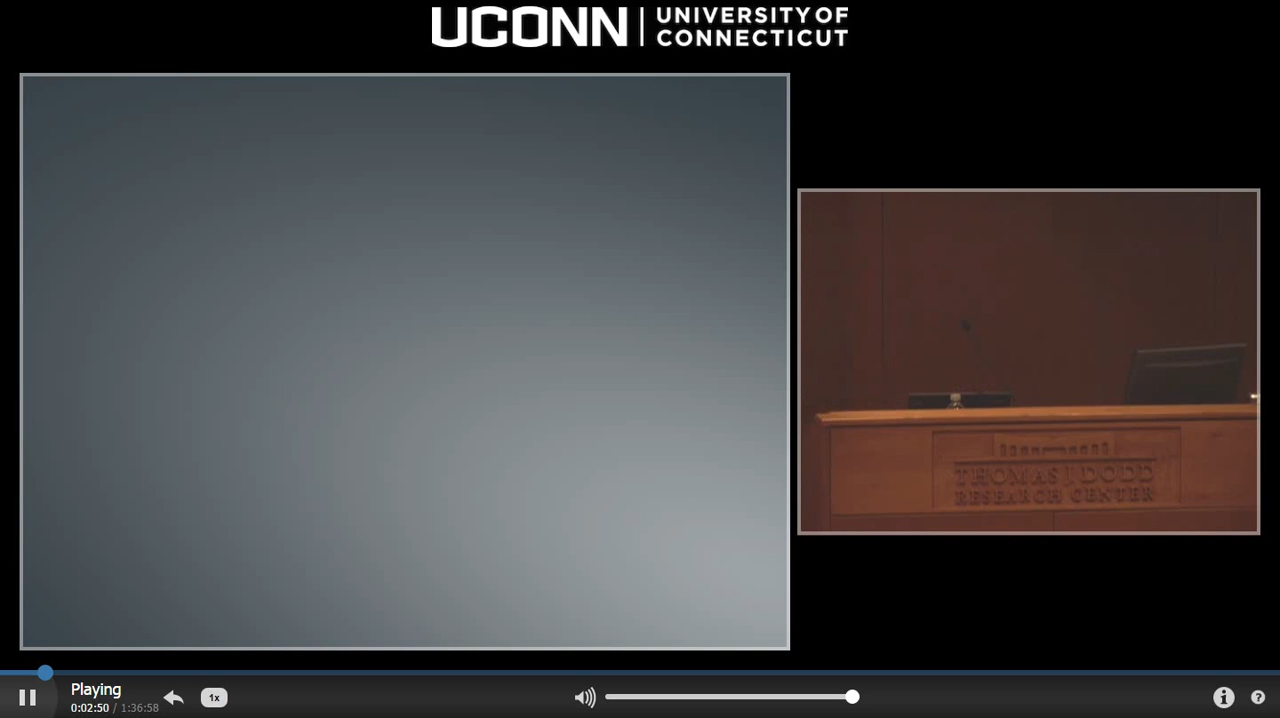 UCONN
UNIVERSITY OF
CONNECTICUT
THOMAS J DODD
RESEARCH CENTER
Playing
0:02:50 / 1:36:58
1x
i
?